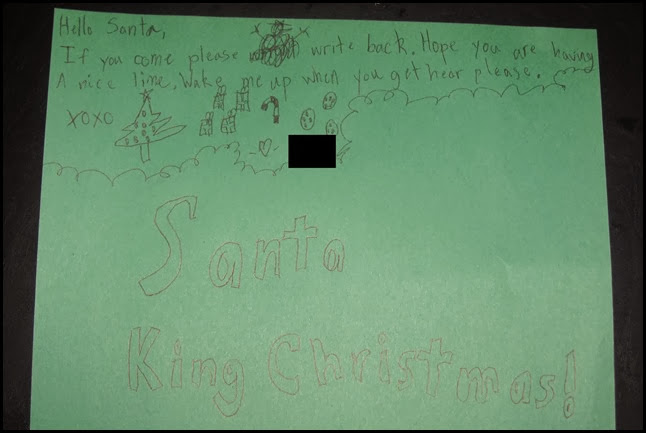 Hello Santa,
If you come please write back. Hope you are having
A nice time. Wake me up when you get hear please.
XOXO
Santa
King Christmas!